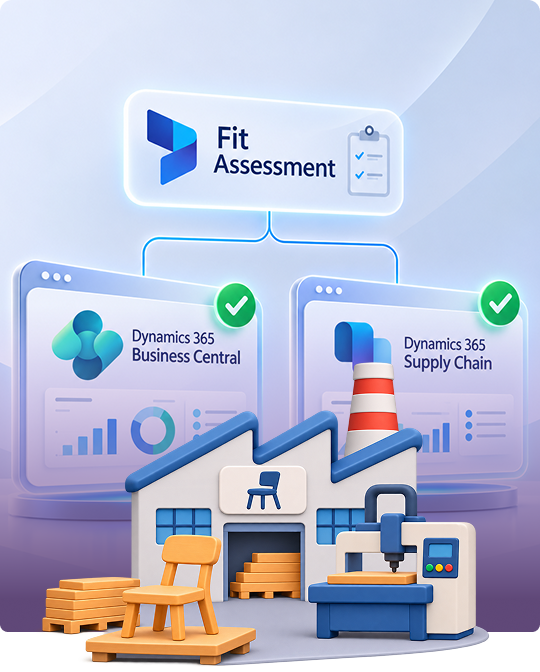 Fit
Assessment
Dynamics 365
Business Central
Dynamics 365
Supply Chain